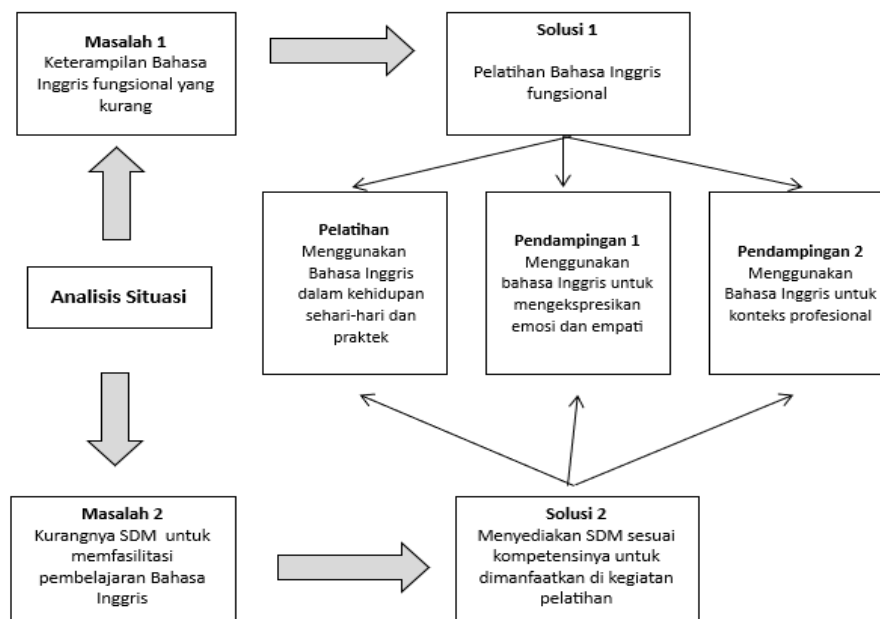 Masalah 1
Keterampilan Bahasa
Inggris fungsional yang
kurang
Solusi 1
Pelatihan Bahasa Inggris
fungsional
Pelatihan
Menggunakan
Bahasa Inggris
dalam kehidupan
sehari-hari dan
praktek
Pendampingan 1
Menggunakan
bahasa Inggris untuk
mengekspresikan
emosi dan empati
Pendampingan 2
Menggunakan
Bahasa Inggris untuk
konteks profesional
Analisis Situasi
Masalah 2
Kurangnya SDM untuk
memfasilitasi
pembelajaran Bahasa
Inggris
Solusi 2
Menyediakan SDM sesuai
kompetensinya untuk
dimanfaatkan di kegiatan
pelatihan